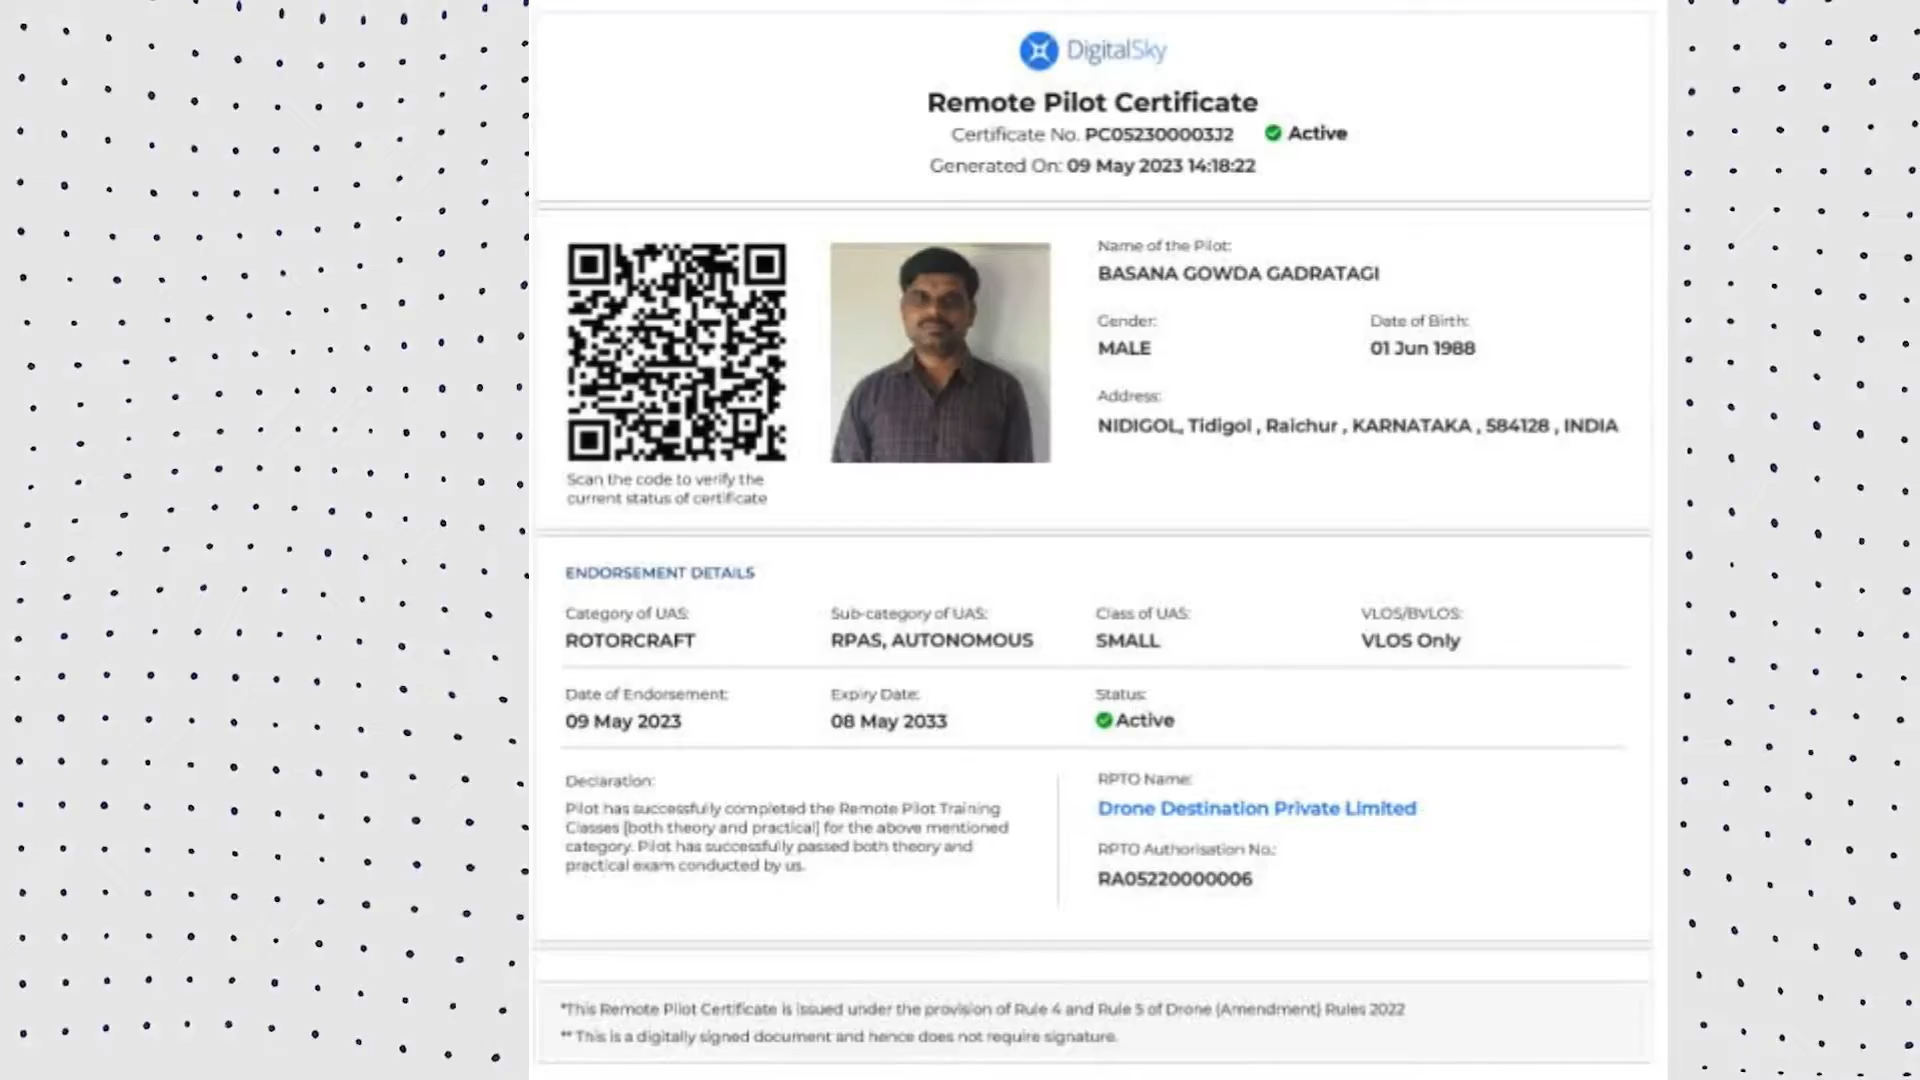 DigitalSky
Remote Pilot Certificate
Certificate No. PC0523000032J2 Active
Generated On: 09 May 2023 14:18:22
Name of the Pilot:
BASANA GOWDA GADRATAGI
Gender:
MALE
Date of Birth:
01 Jun 1988
Address:
NIDIGOL, Tidigol , Raichur , KARNATAKA , 584128 , INDIA
Scan the code to verify the
current status of certificate
ENDORSEMENT DETAILS
Category of UAS: Sub-category of UAS: Class of UAS: VLOS/BVLOS:
ROTORCRAFT RPAS, AUTONOMOUS SMALL VLOS Only
Date of Endorsement: Expiry Date: Status:
09 May 2023 08 May 2033 Active
Declaration:
Pilot has successfully completed the Remote Pilot Training
Classes [both theory and practical] for the above mentioned
category. Pilot has successfully passed both theory and
practical exam conducted by us.
RPTO Name:
Drone Destination Private Limited
RPTO Authorisation No.:
RA05220000006
*This Remote Pilot Certificate is issued under the provision of Rule 4 and Rule 5 of Drone (Amendment) Rules 2022
** This is a digitally signed document and hence does not require signature.